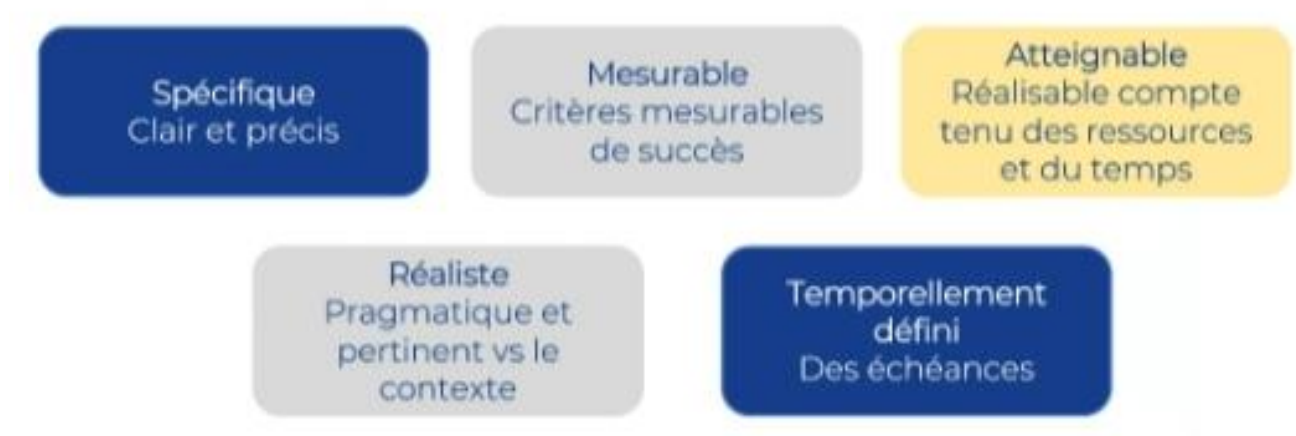 Spécifique
Clair et précis
Mesurable
Critères mesurables
de succès
Atteignable
Réalisable compte
tenu des ressources
et du temps
Réaliste
Pragmatique et
pertinent vs le
contexte
Temporellement
défini
Des échéances